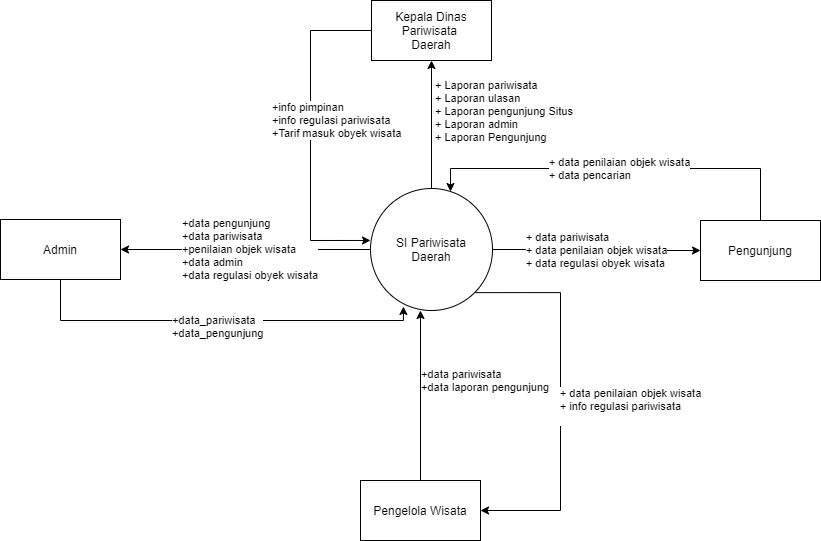 Kepala Dinas
Pariwisata
Daerah
+info pimpinan
+info regulasi pariwisata
+Tarif masuk obyek wisata
+ Laporan pariwisata
+ Laporan ulasan
+ Laporan pengunjung Situs
+ Laporan admin
+ Laporan Pengunjung
+ data penilaian objek wisata
+ data pencarian
Admin
+data pengunjung
+data pariwisata
+penilaian objek wisata
+data admin
+data regulasi obyek wisata
SI Pariwisata
Daerah
+ data pariwisata
+ data penilaian objek wisata
+ data regulasi obyek wisata
Pengunjung
+data_pariwisata
+data_pengunjung
+data pariwisata
+data laporan pengunjung
+ data penilaian objek wisata
+ info regulasi pariwisata
Pengelola Wisata